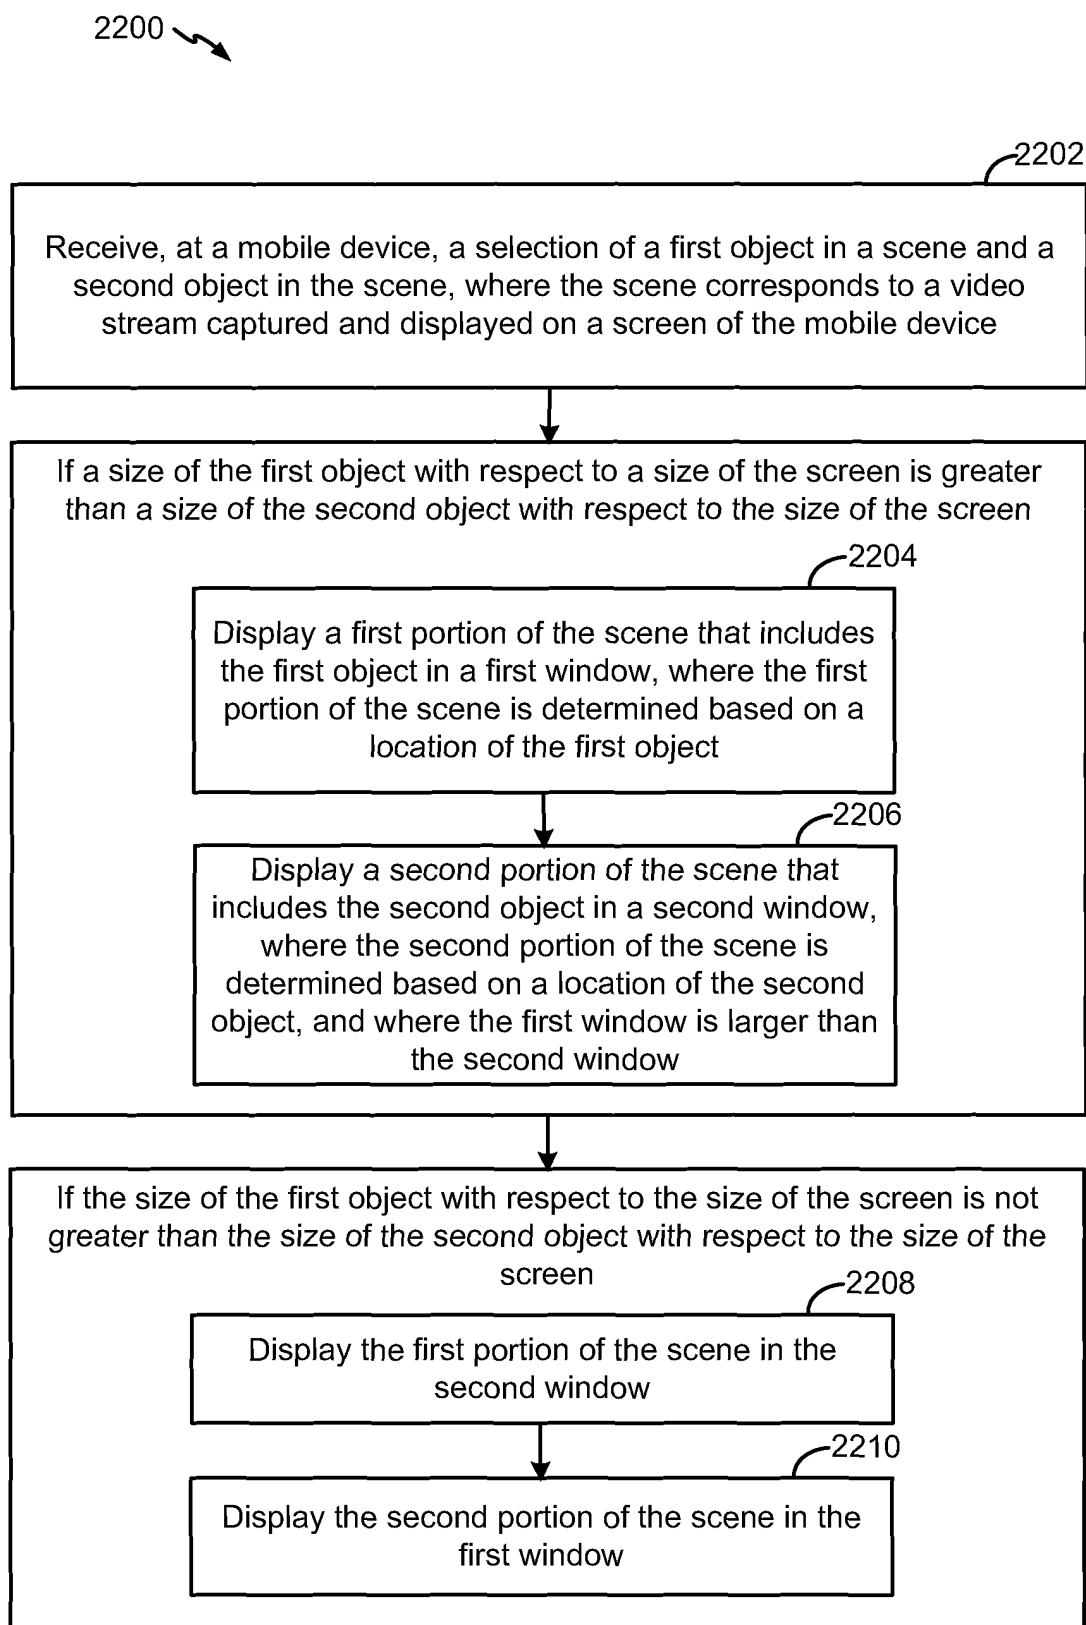 2200
2202
Receive, at a mobile device, a selection of a first object in a scene and a
second object in the scene, where the scene corresponds to a video
stream captured and displayed on a screen of the mobile device
If a size of the first object with respect to a size of the screen is greater
than a size of the second object with respect to the size of the screen
2204
Display a first portion of the scene that includes
the first object in a first window, where the first
portion of the scene is determined based on a
location of the first object
2206
Display a second portion of the scene that
includes the second object in a second window,
where the second portion of the scene is
determined based on a location of the second
object, and where the first window is larger than
the second window
If the size of the first object with respect to the size of the screen is not
greater than the size of the second object with respect to the size of the
screen
2208
Display the first portion of the scene in the
second window
2210
Display the second portion of the scene in the
first window